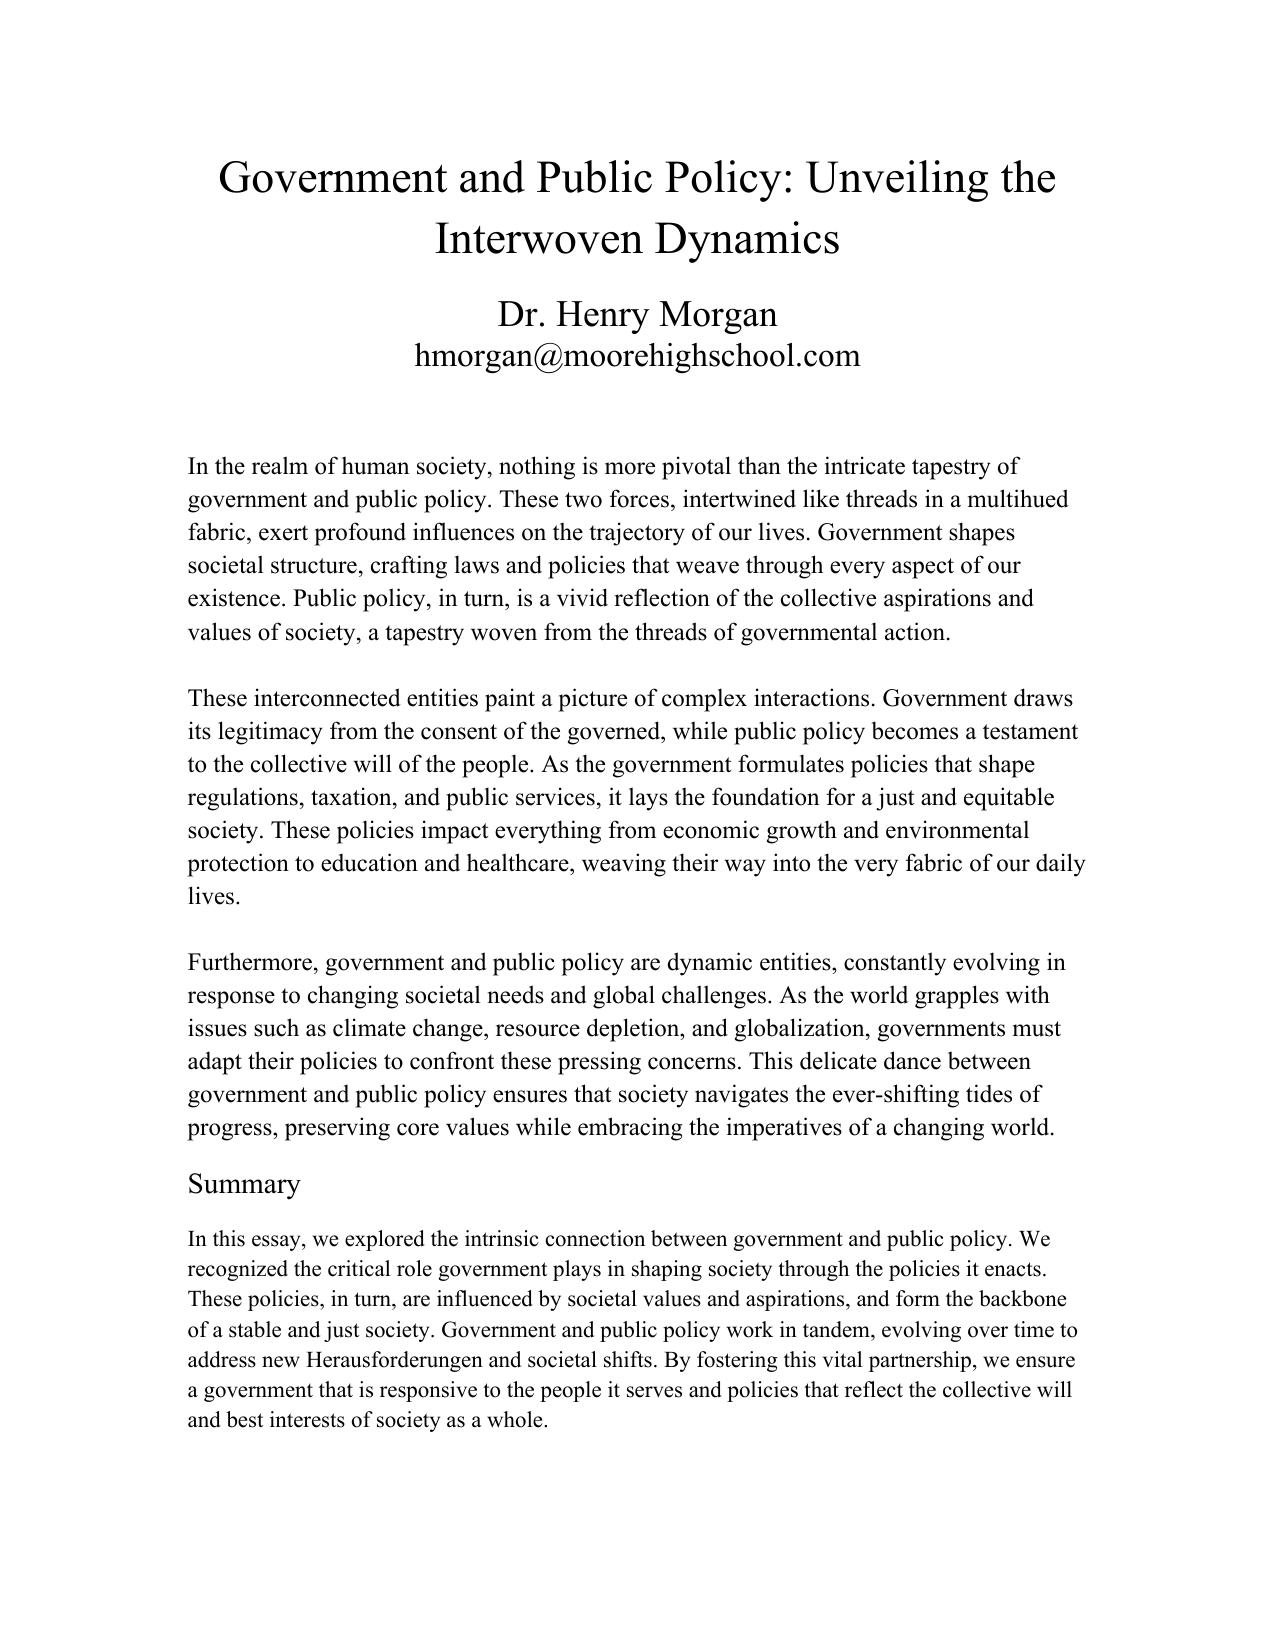 Government and Public Policy: Unveiling the
Interwoven Dynamics
Dr. Henry Morgan
hmorgan@moorehighschool.com
In the realm of human society, nothing is more pivotal than the intricate tapestry of
government and public policy. These two forces, intertwined like threads in a multihued
fabric, exert profound influences on the trajectory of our lives. Government shapes
societal structure, crafting laws and policies that weave through every aspect of our
existence. Public policy, in turn, is a vivid reflection of the collective aspirations and
values of society, a tapestry woven from the threads of governmental action.
These interconnected entities paint a picture of complex interactions. Government draws
its legitimacy from the consent of the governed, while public policy becomes a testament
to the collective will of the people. As the government formulates policies that shape
regulations, taxation, and public services, it lays the foundation for a just and equitable
society. These policies impact everything from economic growth and environmental
protection to education and healthcare, weaving their way into the very fabric of our daily
lives.
Furthermore, government and public policy are dynamic entities, constantly evolving in
response to changing societal needs and global challenges. As the world grapples with
issues such as climate change, resource depletion, and globalization, governments must
adapt their policies to confront these pressing concerns. This delicate dance between
government and public policy ensures that society navigates the ever-shifting tides of
progress, preserving core values while embracing the imperatives of a changing world.
Summary
In this essay, we explored the intrinsic connection between government and public policy. We
recognized the critical role government plays in shaping society through the policies it enacts.
These policies, in turn, are influenced by societal values and aspirations, and form the backbone
of a stable and just society. Government and public policy work in tandem, evolving over time to
address new Herausforderungen and societal shifts. By fostering this vital partnership, we ensure
a government that is responsive to the people it serves and policies that reflect the collective will
and best interests of society as a whole.